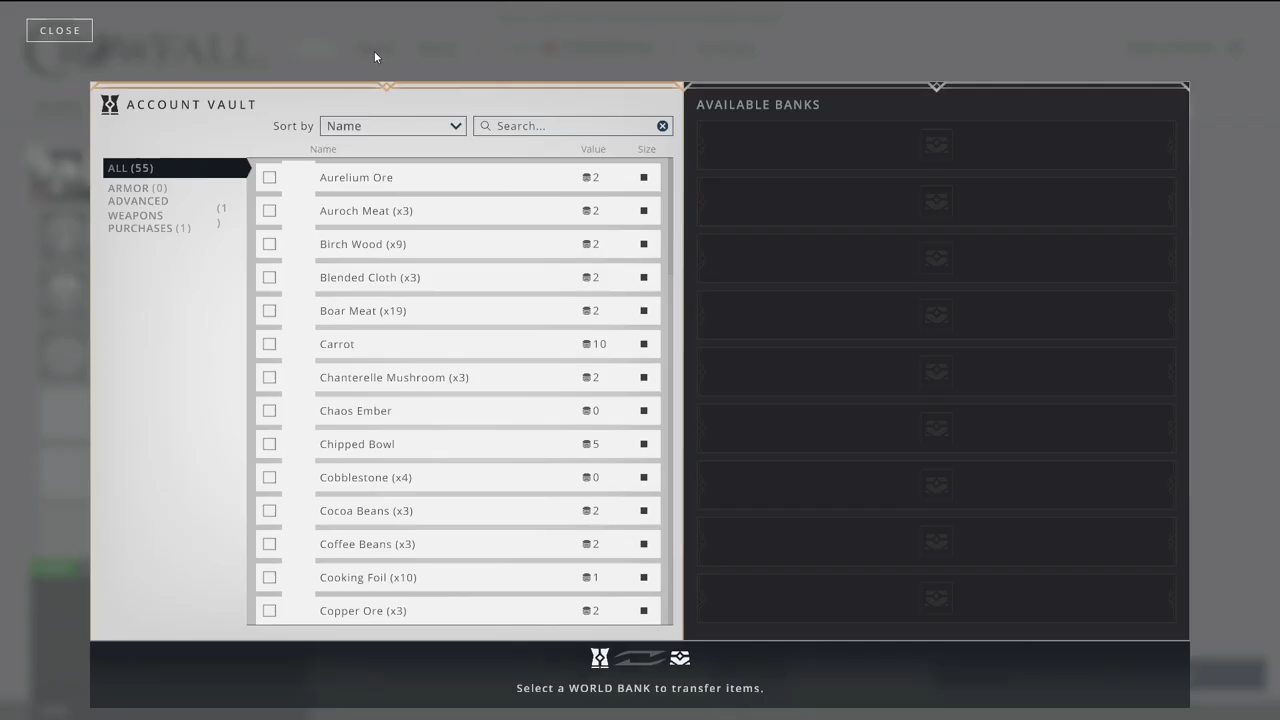 CLOSE
ACCOUNT VAULT
Sort by Name Search...
Name Value Size
ALL (55)
ARMOR (0)
ADVANCED WEAPONS (1)
PURCHASES (1)
Aurelium Ore 2
Auroch Meat (x3) 2
Birch Wood (x9) 2
Blended Cloth (x3) 2
Boar Meat (x19) 2
Carrot 10
Chanterelle Mushroom (x3) 2
Chaos Ember 0
Chipped Bowl 5
Cobblestone (x4) 0
Cocoa Beans (x3) 2
Coffee Beans (x3) 2
Cooking Foil (x10) 1
Copper Ore (x3) 2
AVAILABLE BANKS
Select a WORLD BANK to transfer items.